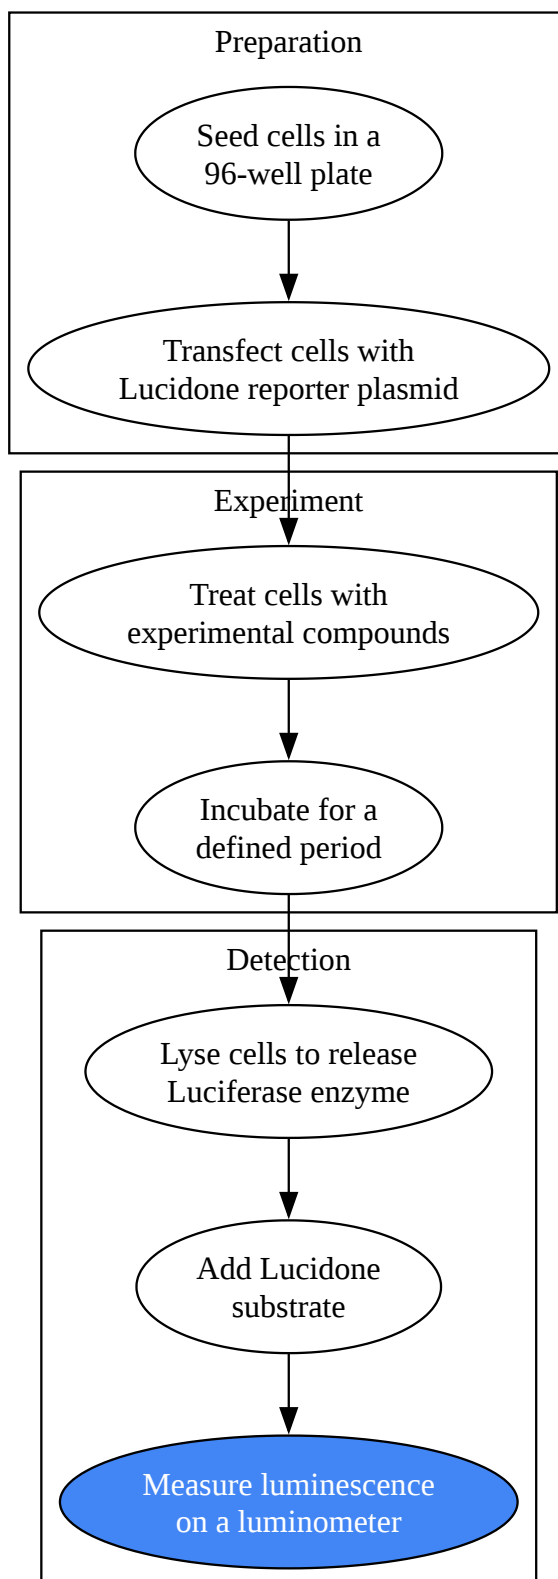 Preparation
Seed cells in a
96-well plate
Transfect cells with
Lucidone reporter plasmid
Experiment
Treat cells with
experimental compounds
Incubate for a
defined period
Detection
Lyse cells to release
Luciferase enzyme
Add Lucidone
substrate
Measure luminescence
on a luminometer